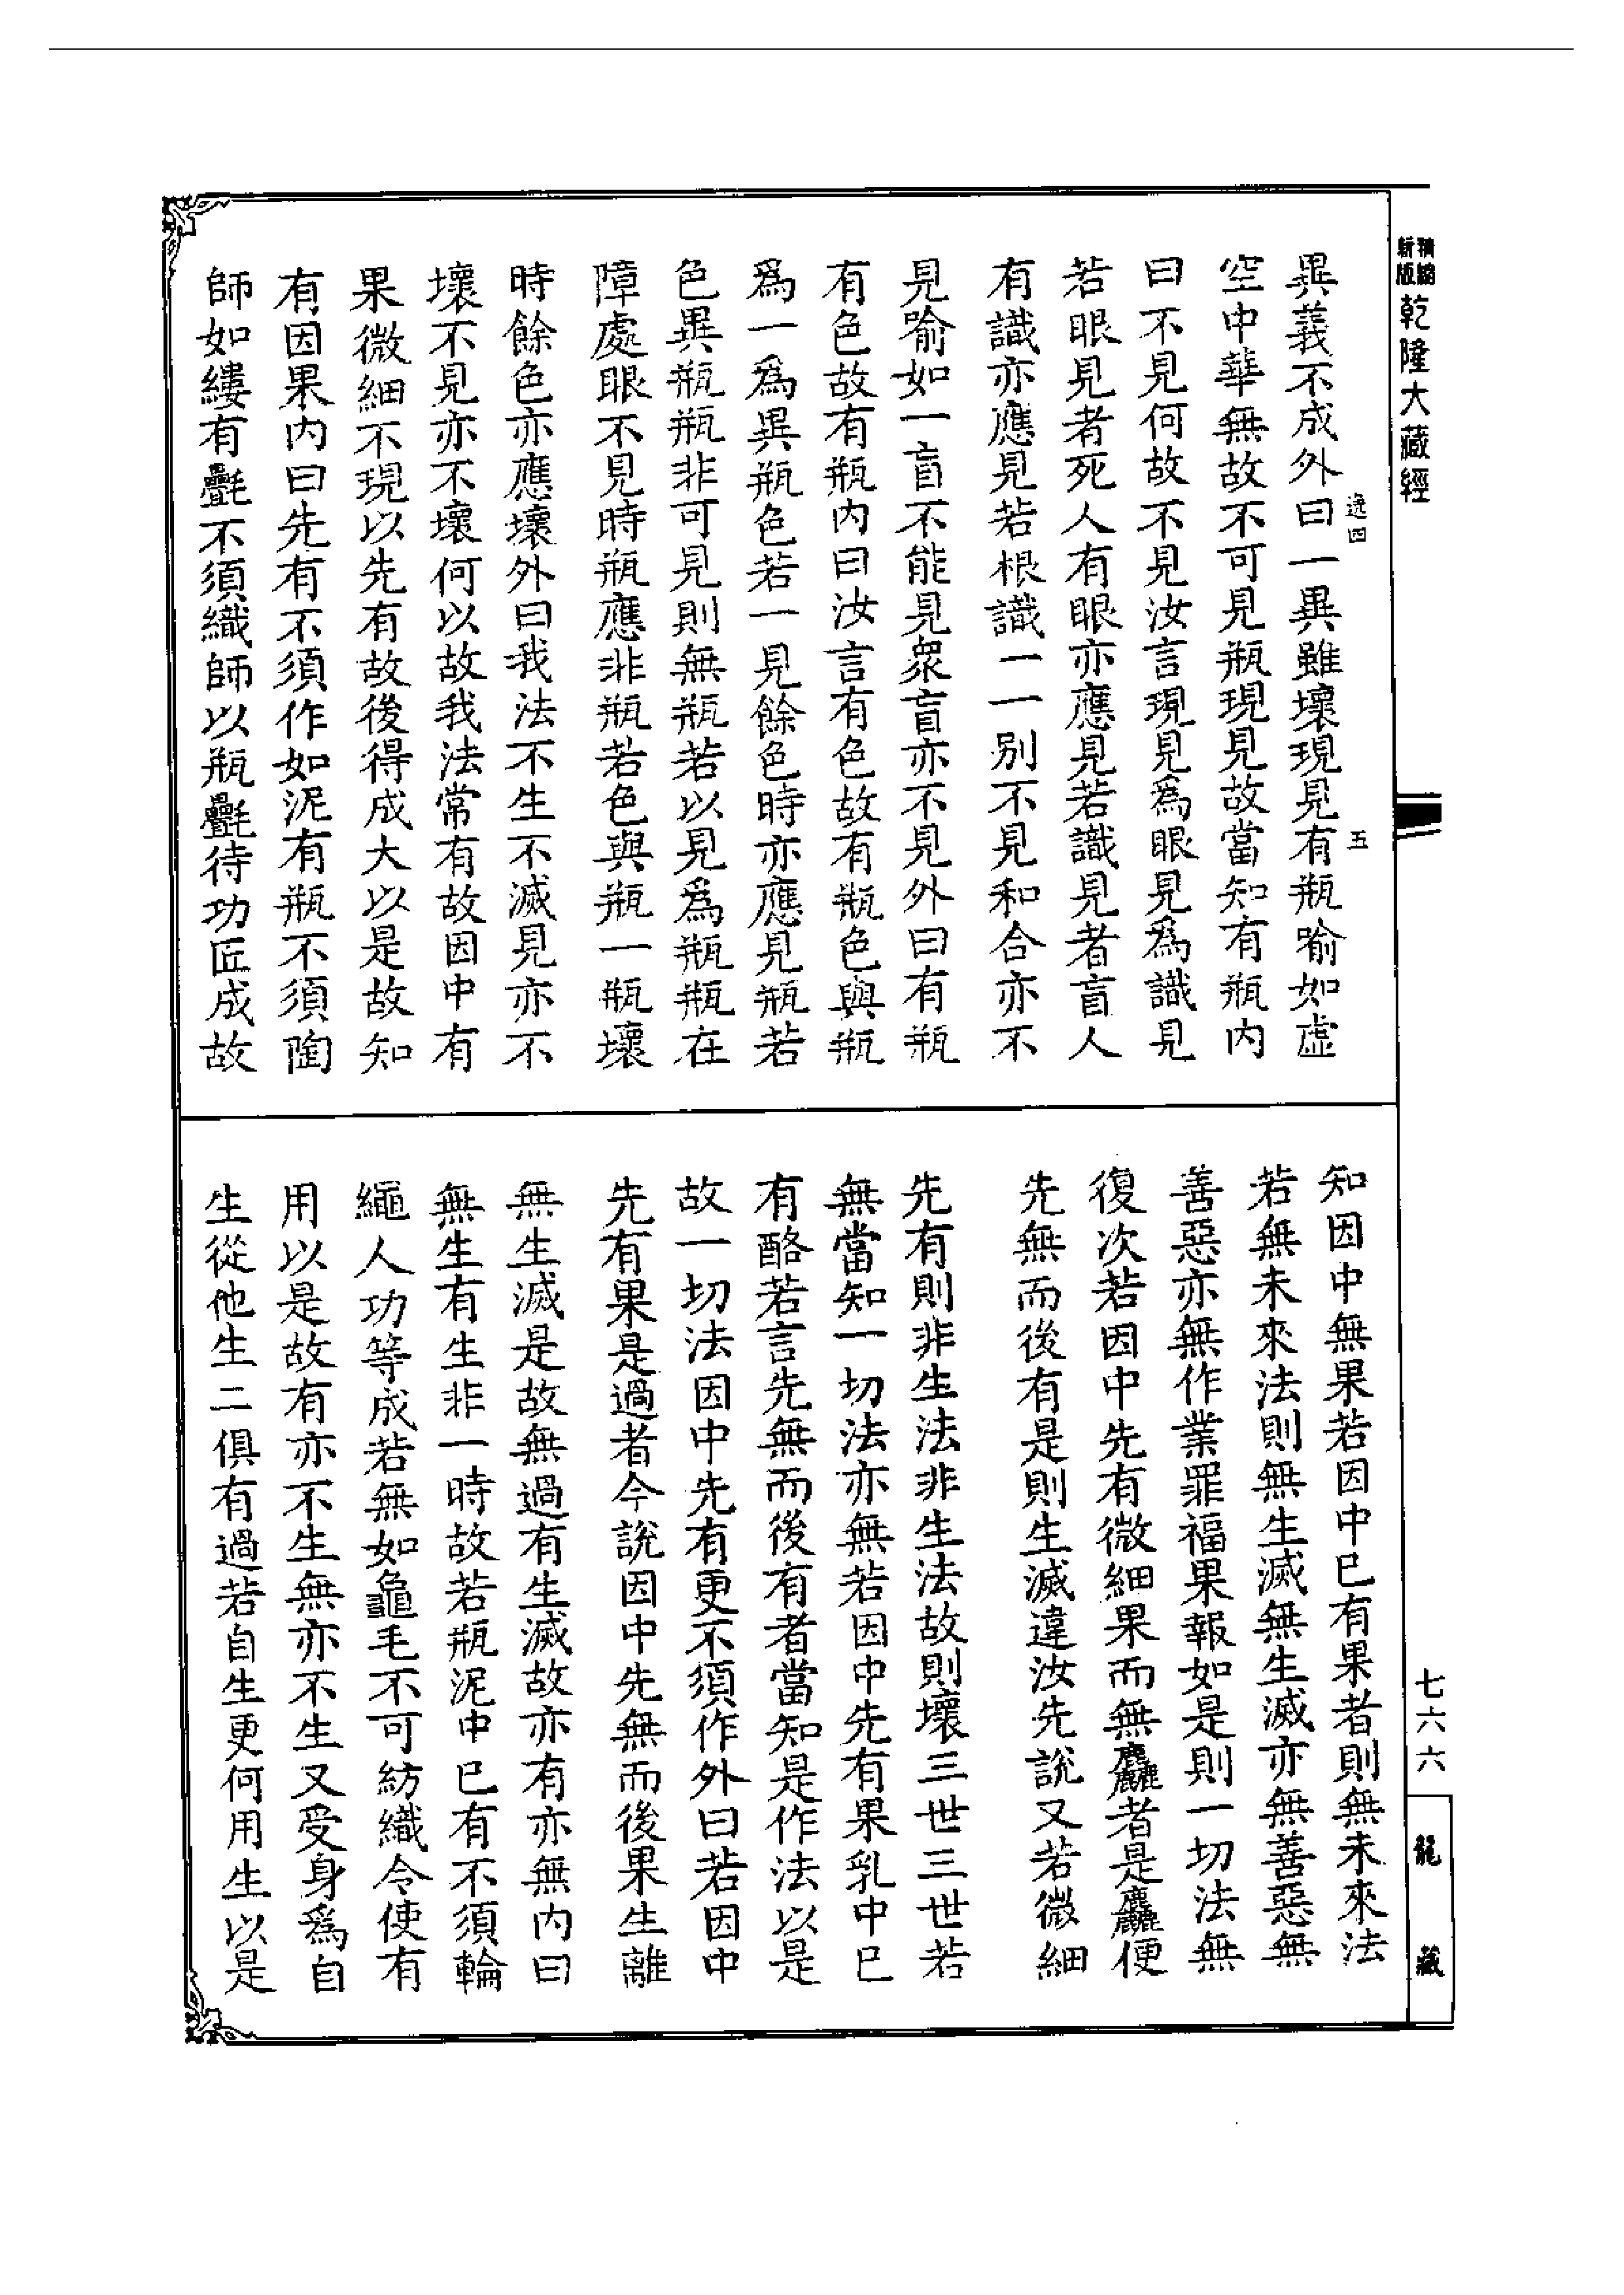 精縮新版乾隆大藏經
逸四
五
異義不成外曰一異雖壞現見有瓶喻如虛
空中華無故不可見瓶現見故當知有瓶內
曰不見何故不見汝言現見爲眼見爲識見
若眼見者死人有眼亦應見若識見者盲人
有識亦應見若根識一一別不見和合亦不
見喻如一盲不能見衆盲亦不見外曰有瓶
有色故有瓶內曰汝言有色故有瓶色與瓶
爲一爲異瓶色若一見餘色時亦應見瓶若
色異瓶瓶非可見則無瓶若以見爲瓶瓶在
障處眼不見時瓶應非瓶若色與瓶一瓶壞
時餘色亦應壞外曰我法不生不滅見亦不
壞不見亦不壞何以故我法常有故因中有
果微細不現以先有故後得成大以是故知
有因果內曰先有不須作如泥有瓶不須陶
師如縷有㲲不須織師以瓶㲲待功匠成故
知因中無果若因中已有果者則無未來法
若無未來法則無生滅無生滅亦無善惡無
善惡亦無作業罪福果報如是則一切法無
復次若因中先有微細果而無麤者是麤便
先無而後有是則生滅違汝先說又若微細
先有則非生法非生法故則壞三世三世若
無當知一切法亦無若因中先有果乳中已
有酪若言先無而後有者當知是作法以是
故一切法因中先有更不須作外曰若因中
先有果是過者今說因中先無而後果生離
無生滅是故無過有生滅故亦有亦無內曰
無生有生非一時故若瓶泥中已有不須輪
繩人功等成若無如龜毛不可紡織令使有
用以是故有亦不生無亦不生又受身爲自
生從他生二俱有過若自生更何用生以是
七六六
龍藏